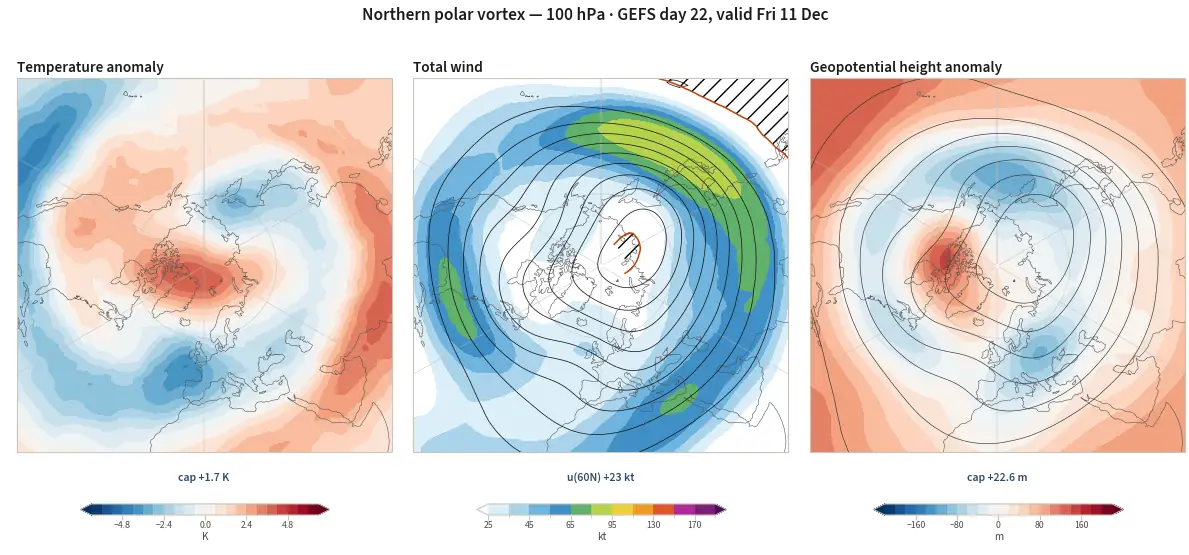 Northern polar vortex — 100 hPa · GEFS day 22, valid Fri 11 Dec
Temperature anomaly
Total wind
Geopotential height anomaly
cap +1.7 K
u(60N) +23 kt
cap +22.6 m
−4.8 −2.4 0.0 2.4 4.8
K
25 45 65 95 130 170
kt
−160 −80 0 80 160
m